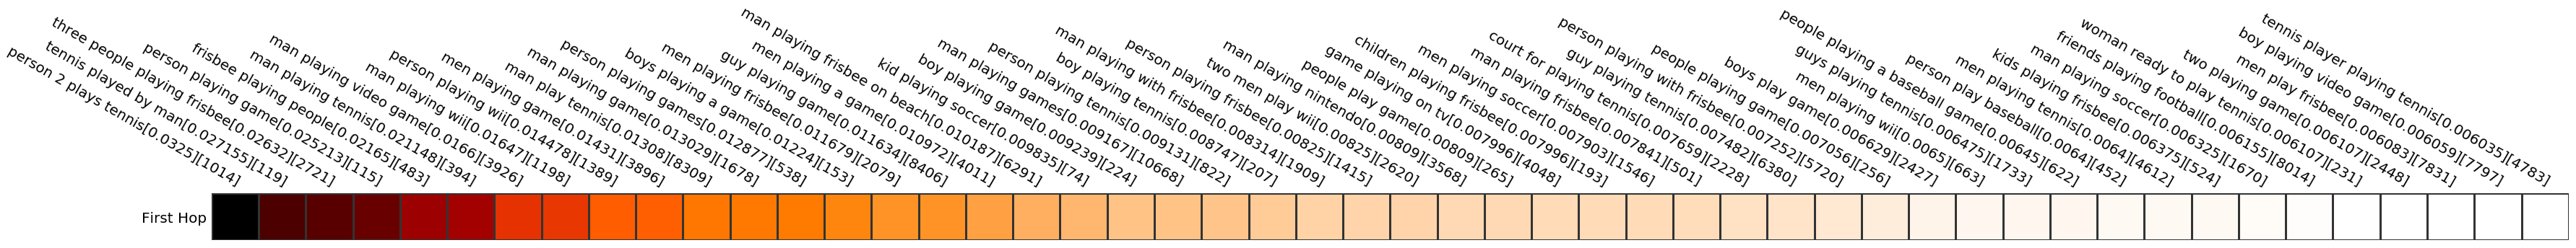 person 2 plays tennis[0.0325][1014]
tennis played by man[0.027155][119]
three people playing frisbee[0.02632][2721]
person playing game[0.025213][115]
frisbee playing people[0.02165][483]
man playing tennis[0.021148][394]
man playing video game[0.0166][3926]
man playing wii[0.01647][1198]
person playing wii[0.014478][1389]
men playing game[0.01431][3896]
man play tennis[0.01308][8309]
man playing game[0.013029][1678]
person playing games[0.012877][538]
boys playing a game[0.01224][153]
men playing frisbee[0.011679][2079]
guy playing game[0.011634][8406]
men playing a game[0.010972][4011]
man playing frisbee on beach[0.010187][6291]
kid playing soccer[0.009835][74]
boy playing game[0.009239][224]
man playing games[0.009167][1068]
person playing tennis[0.009131][822]
boy playing tennis[0.008747][207]
man playing with frisbee[0.008314][1909]
person playing frisbee[0.00825][1415]
two men play wii[0.00825][2620]
man playing nintendo[0.00809][3568]
people play game[0.00809][265]
game playing on tv[0.007996][4048]
children playing frisbee[0.007996][193]
men playing soccer[0.007903][1546]
man playing frisbee[0.007841][501]
court for playing tennis[0.007659][228]
guy playing tennis[0.007482][6380]
person playing with frisbee[0.007252][5720]
people playing game[0.007056][256]
boys play game[0.006629][2427]
men playing wii[0.0065][663]
guys playing tennis[0.006475][1733]
people playing a baseball game[0.00645][622]
person play baseball[0.0064][452]
men playing tennis[0.0064][4612]
kids playing frisbee[0.006375][524]
man playing soccer[0.006325][1670]
friends playing football[0.006155][8014]
woman ready to play tennis[0.006107][231]
two playing game[0.006107][2448]
men play frisbee[0.006083][7831]
boy playing video game[0.006059][7797]
tennis player playing tennis[0.006035][4783]
First Hop